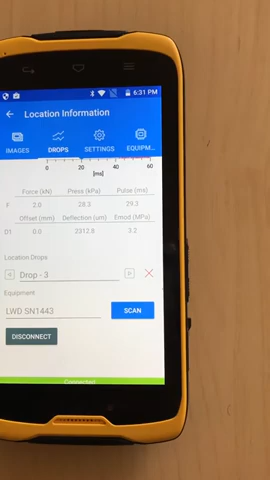 6:31 PM
Location Information
IMAGES
DROPS
SETTINGS
EQUIPM...
0 20 40 60
[ms]
Force (kN) Press (kPa) Pulse (ms)
F 2.0 28.3 29.3
Offset (mm) Deflection (um) Emod (MPa)
D1 0.0 2312.8 3.2
Location Drops
Drop - 3
Equipment
LWD SN1443
SCAN
DISCONNECT
Connected